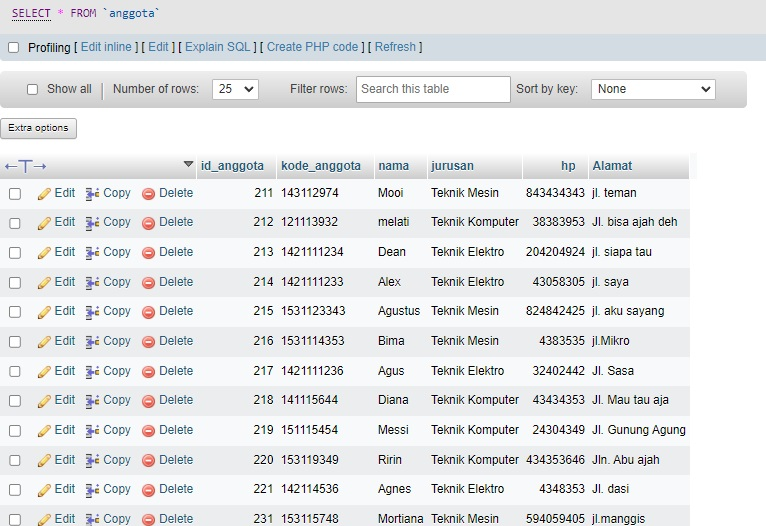 SELECT * FROM `anggota`
Profiling [ Edit inline ] [ Edit ] [ Explain SQL ] [ Create PHP code ] [ Refresh ]
Show all Number of rows: 25 Filter rows: Search this table Sort by key: None
Extra options
←T→ id_anggota kode_anggota nama jurusan hp Alamat
Edit Copy Delete 211 143112974 Mooi Teknik Mesin 843434343 jl. teman
Edit Copy Delete 212 121113932 melati Teknik Komputer 38383953 Jl. bisa ajah deh
Edit Copy Delete 213 1421111234 Dean Teknik Elektro 204204924 jl. siapa tau
Edit Copy Delete 214 1421111233 Alex Teknik Elektro 43058305 jl. saya
Edit Copy Delete 215 1531123343 Agustus Teknik Mesin 824842425 jl. aku sayang
Edit Copy Delete 216 1531114353 Bima Teknik Mesin 4383535 jl.Mikro
Edit Copy Delete 217 1421111236 Agus Teknik Elektro 32402442 Jl. Sasa
Edit Copy Delete 218 141115644 Diana Teknik Komputer 43434353 Jl. Mau tau aja
Edit Copy Delete 219 151115454 Messi Teknik Komputer 24304349 Jl. Gunung Agung
Edit Copy Delete 220 153119349 Ririn Teknik Komputer 434353646 Jln. Abu ajah
Edit Copy Delete 221 142114536 Agnes Teknik Elektro 4348353 Jl. dasi
Edit Copy Delete 231 153115748 Mortiana Teknik Mesin 594059405 jl.manggis